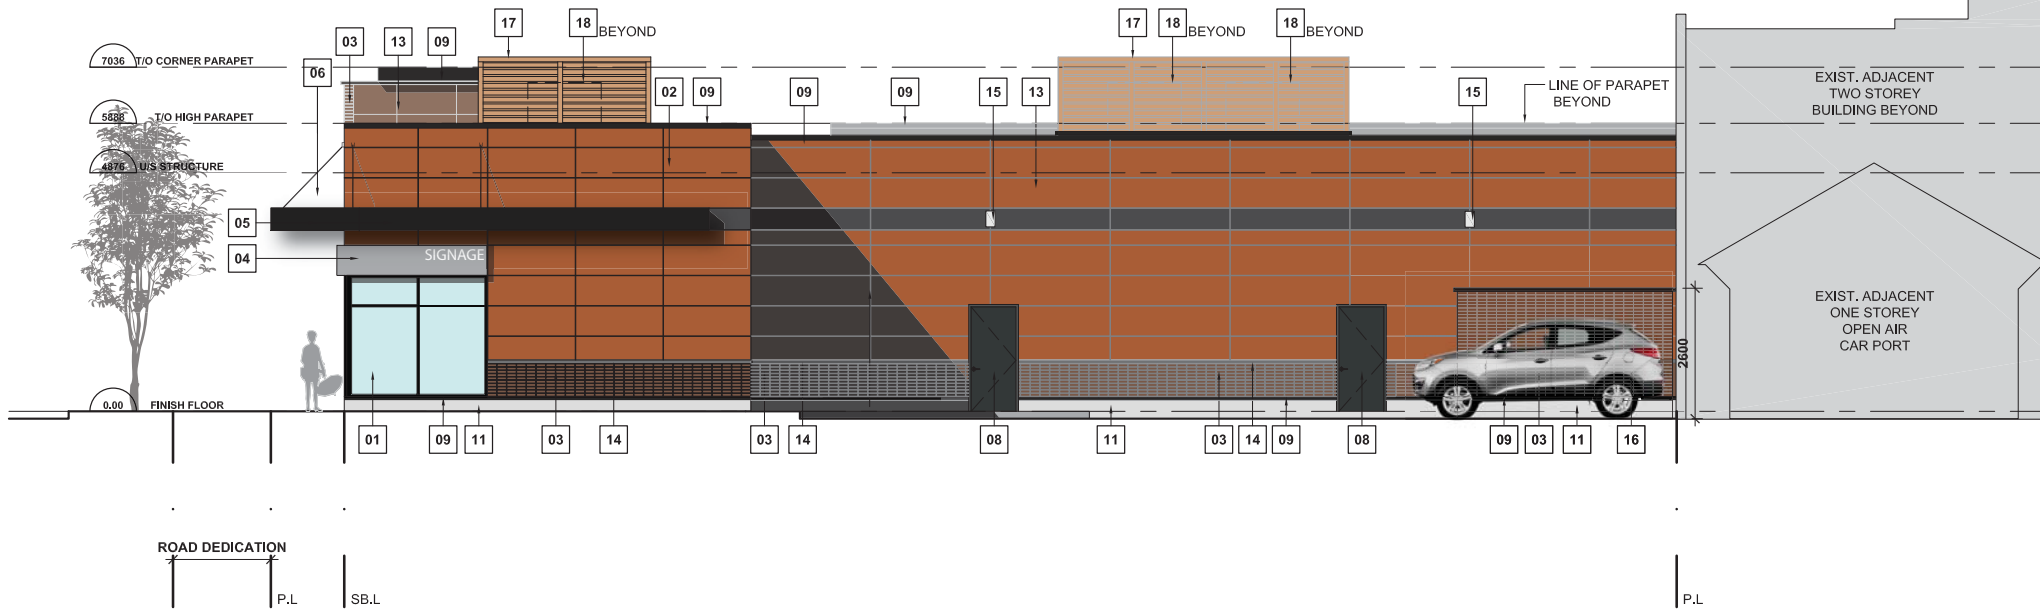 17
18
BEYOND
17
18
BEYOND
18
BEYOND
03
13
09
7036 T/O CORNER PARAPET
06
02
09
09
09
15
13
LINE OF PARAPET
BEYOND
15
EXIST. ADJACENT
TWO STOREY
BUILDING BEYOND
5888 T/O HIGH PARAPET
4876 U/S STRUCTURE
05
04
SIGNAGE
EXIST. ADJACENT
ONE STOREY
OPEN AIR
CAR PORT
2600
0.00 FINISH FLOOR
01
09
11
03
14
03
14
08
11
03
14
09
08
09
03
11
16
ROAD DEDICATION
P.L
SB.L
P.L